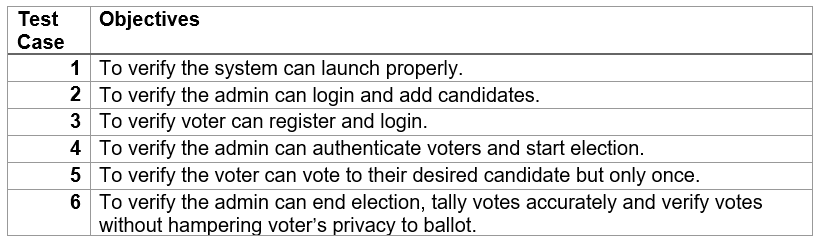 Test Case Objectives
1 To verify the system can launch properly.
2 To verify the admin can login and add candidates.
3 To verify voter can register and login.
4 To verify the admin can authenticate voters and start election.
5 To verify the voter can vote to their desired candidate but only once.
6 To verify the admin can end election, tally votes accurately and verify votes
without hampering voter's privacy to ballot.